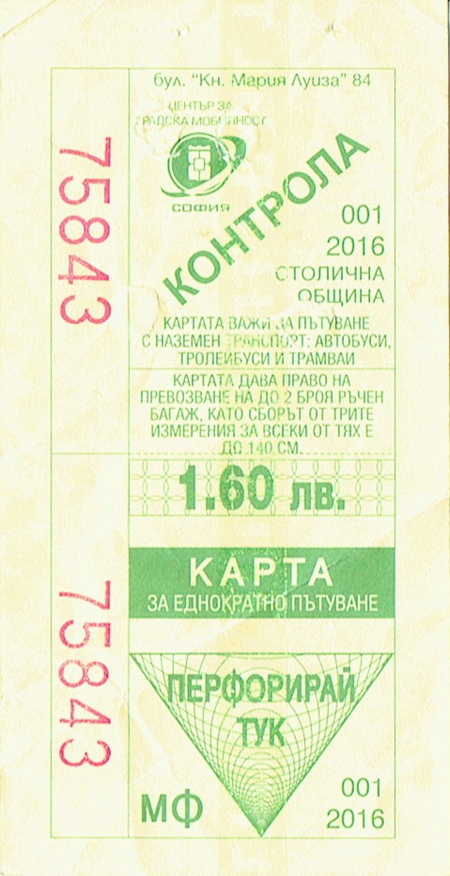 бул. "Кн. Мария Луиза" 84
ЦЕНТЪР ЗА
ГРАДСКА МОБИЛНОСТ
СОФИЯ
КОНТРОЛА
001
2016
СТОЛИЧНА
ОБЩИНА
КАРТАТА ВАЖИ ЗА ПЪТУВАНЕ
С НАЗЕМЕН ТРАНСПОРТ: АВТОБУСИ,
ТРОЛЕЙБУСИ И ТРАМВАИ
КАРТАТА ДАВА ПРАВО НА
ПРЕВОЗВАНЕ НА ДО 2 БРОЯ РЪЧЕН
БАГАЖ, КАТО СБОРЪТ ОТ ТРИТЕ
ИЗМЕРЕНИЯ ЗА ВСЕКИ ОТ ТЯХ Е
ДО 140 СМ.
1.60 лв.
КАРТА
ЗА ЕДНОКРАТНО ПЪТУВАНЕ
ПЕРФОРИРАЙ
ТУК
МФ
001
2016
75843
75843